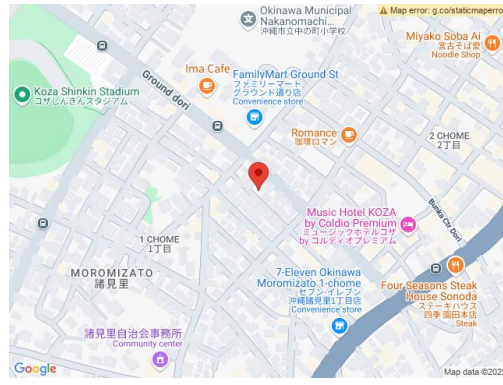 Okinawa Municipal
Nakanomachi...
沖縄市立中の町小学校
Map error: g.co/staticmaperro
Miyako Soba Ai
宮古そば愛
Noodle Shop
Ima Cafe
FamilyMart Ground St
ファミリーマート
グラウンド通り店
Convenience store
Koza Shinkin Stadium
コザしんきんスタジアム
Ground dori
Romance
珈琲ロマン
2 CHOME
2丁目
Music Hotel KOZA
by Coldio Premium
ミュージックホテルコザ
by コルディオプレミアム
Bunka Ctr Dori
1 CHOME
1丁目
MOROMIZATO
諸見里
7-Eleven Okinawa
Moromizato 1-chome
セブン-イレブン
沖縄諸見里1丁目店
Convenience store
Four Seasons Steak
House Sonoda
ステーキハウス
四季 園田本店
Steak
諸見里自治会事務所
Community center
Google
Map data ©202